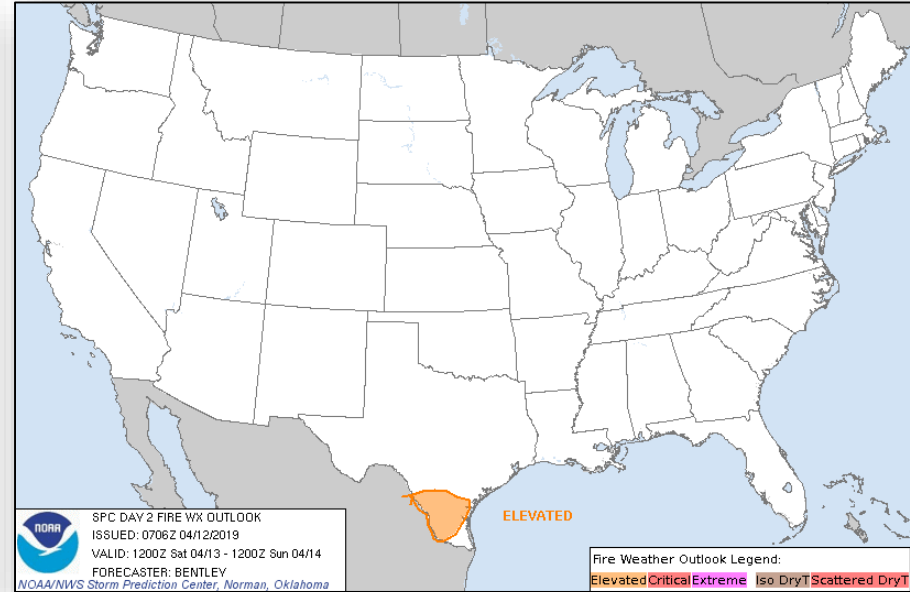 ELEVATED
NOAA
SPC DAY 2 FIRE WX OUTLOOK
ISSUED: 0706Z 04/12/2019
VALID: 1200Z Sat 04/13 - 1200Z Sun 04/14
FORECASTER: BENTLEY
NOAA/NWS Storm Prediction Center, Norman, Oklahoma
Fire Weather Outlook Legend:
Elevated Critical Extreme Iso DryT Scattered DryT